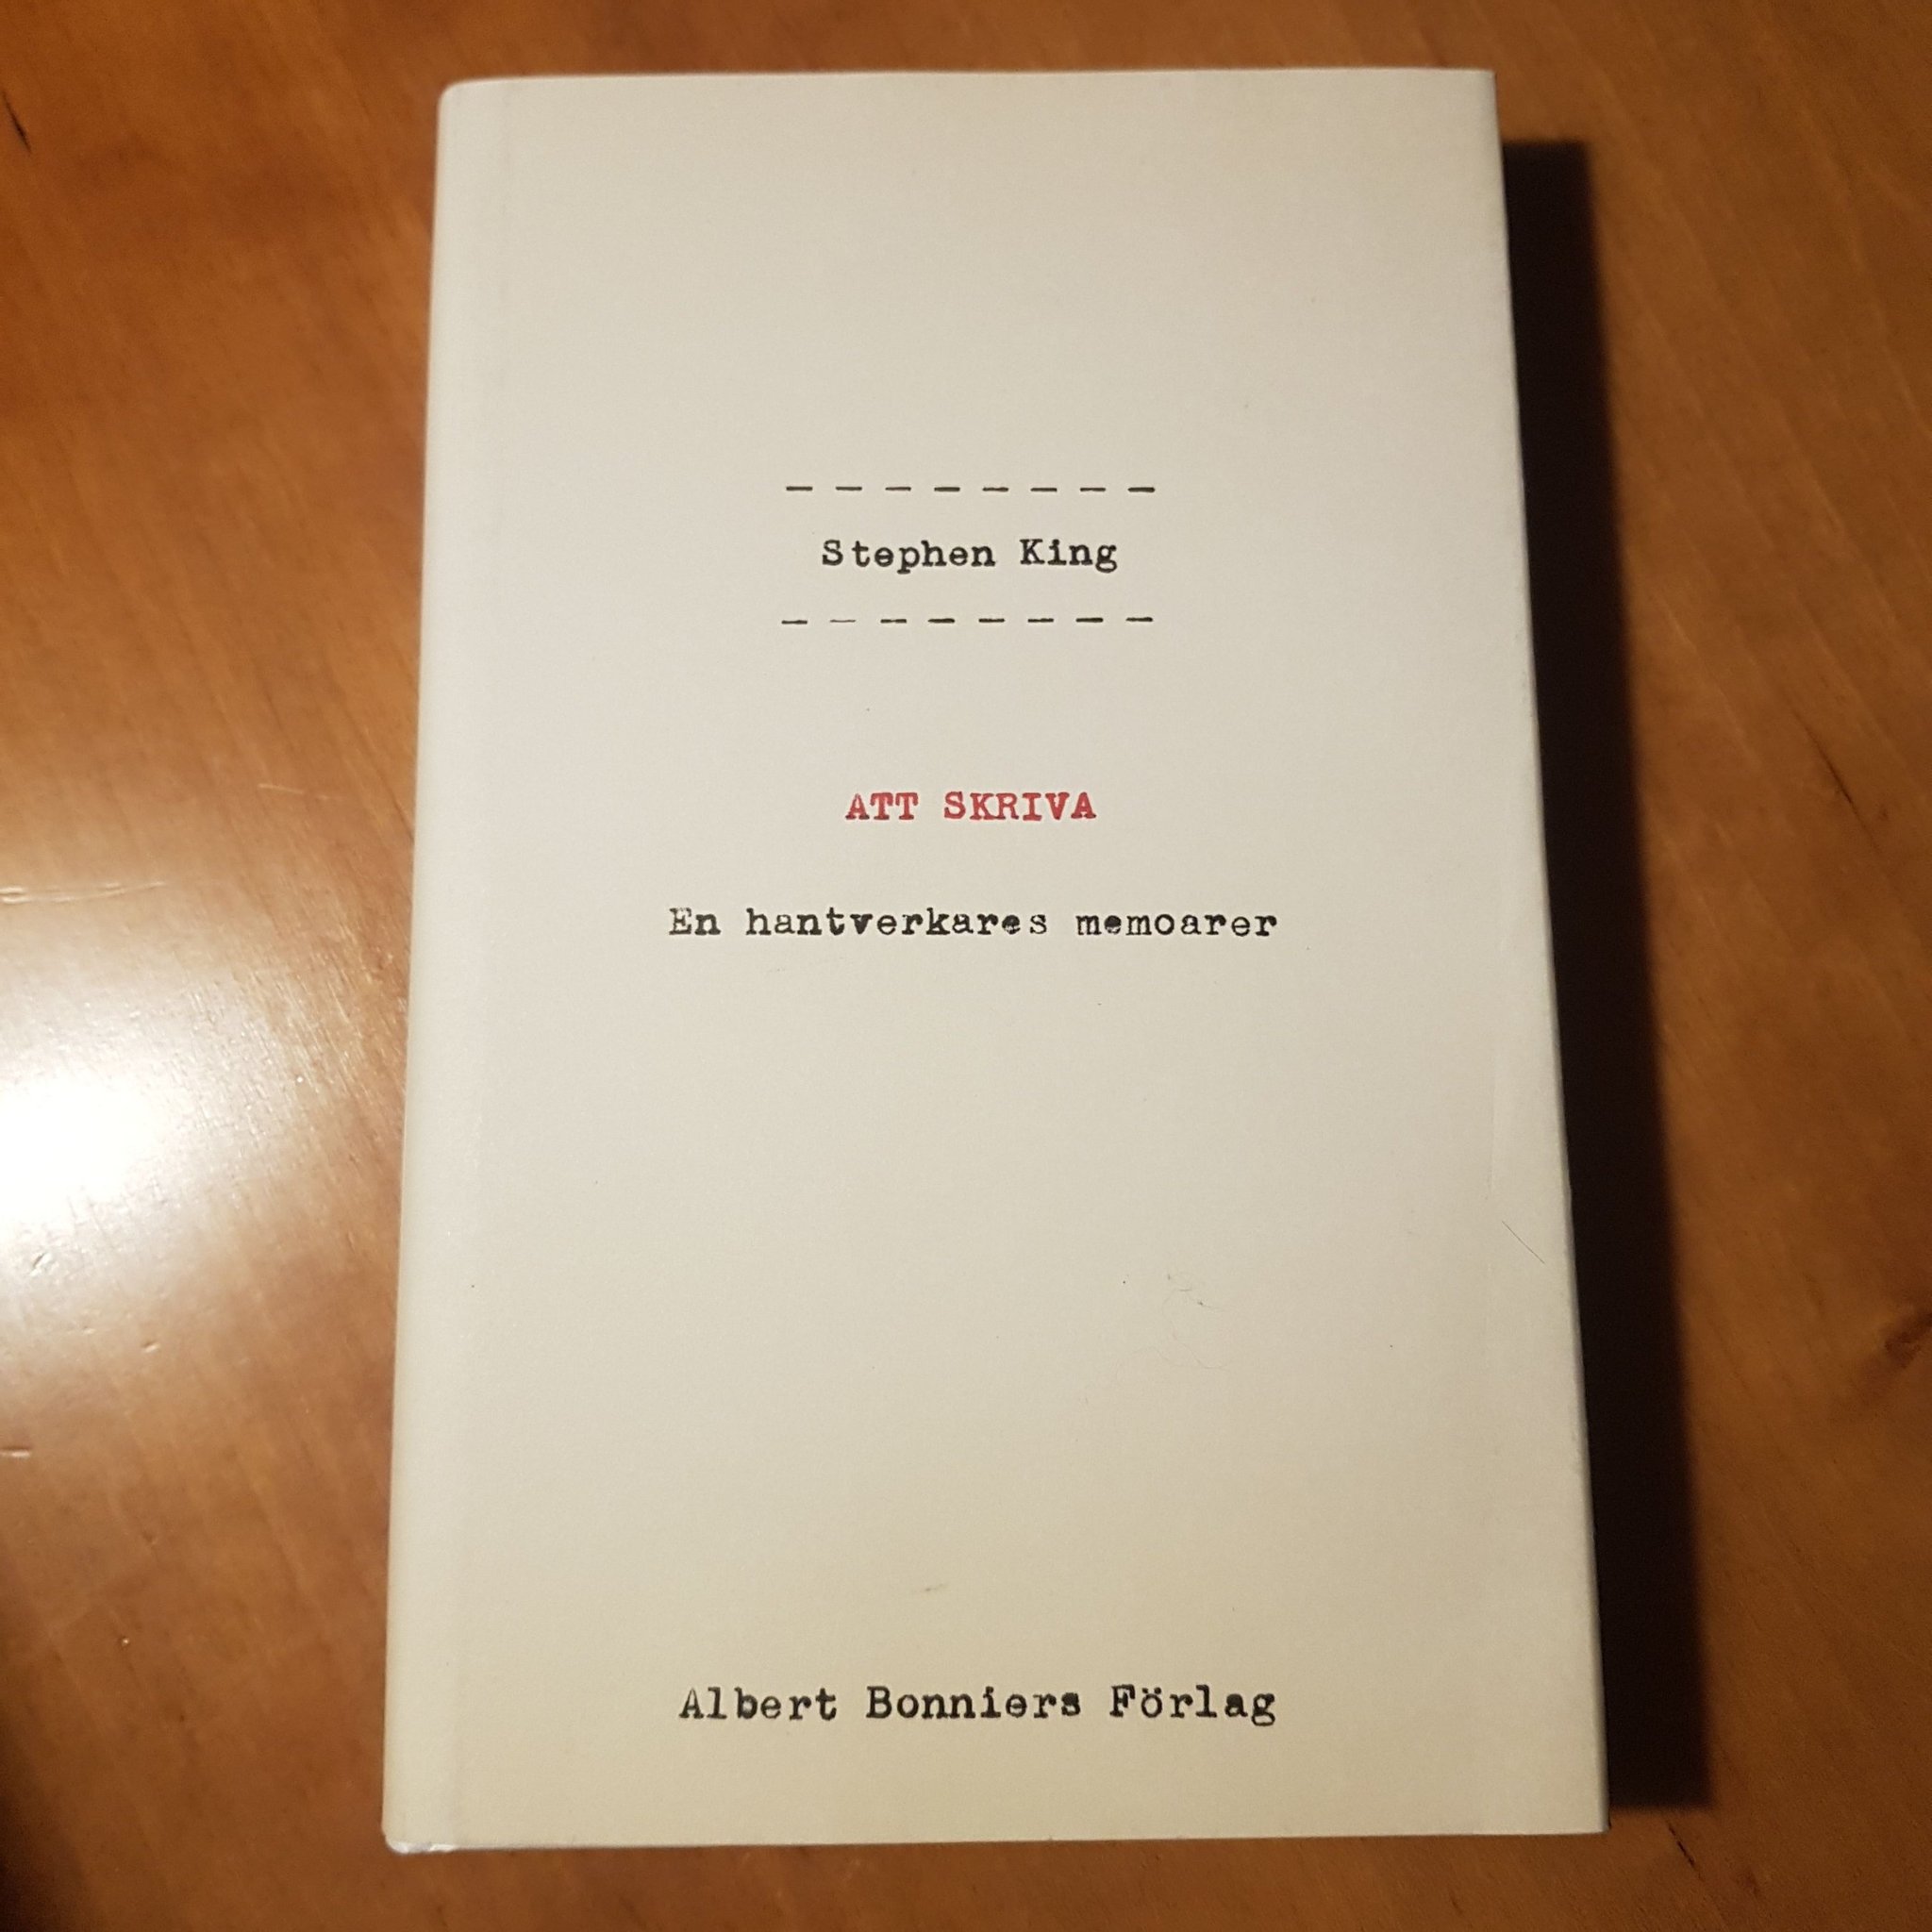 – – – – – – – –
Stephen King
– – – – – – – –
ATT SKRIVA
En hantverkares memoarer
Albert Bonniers Förlag